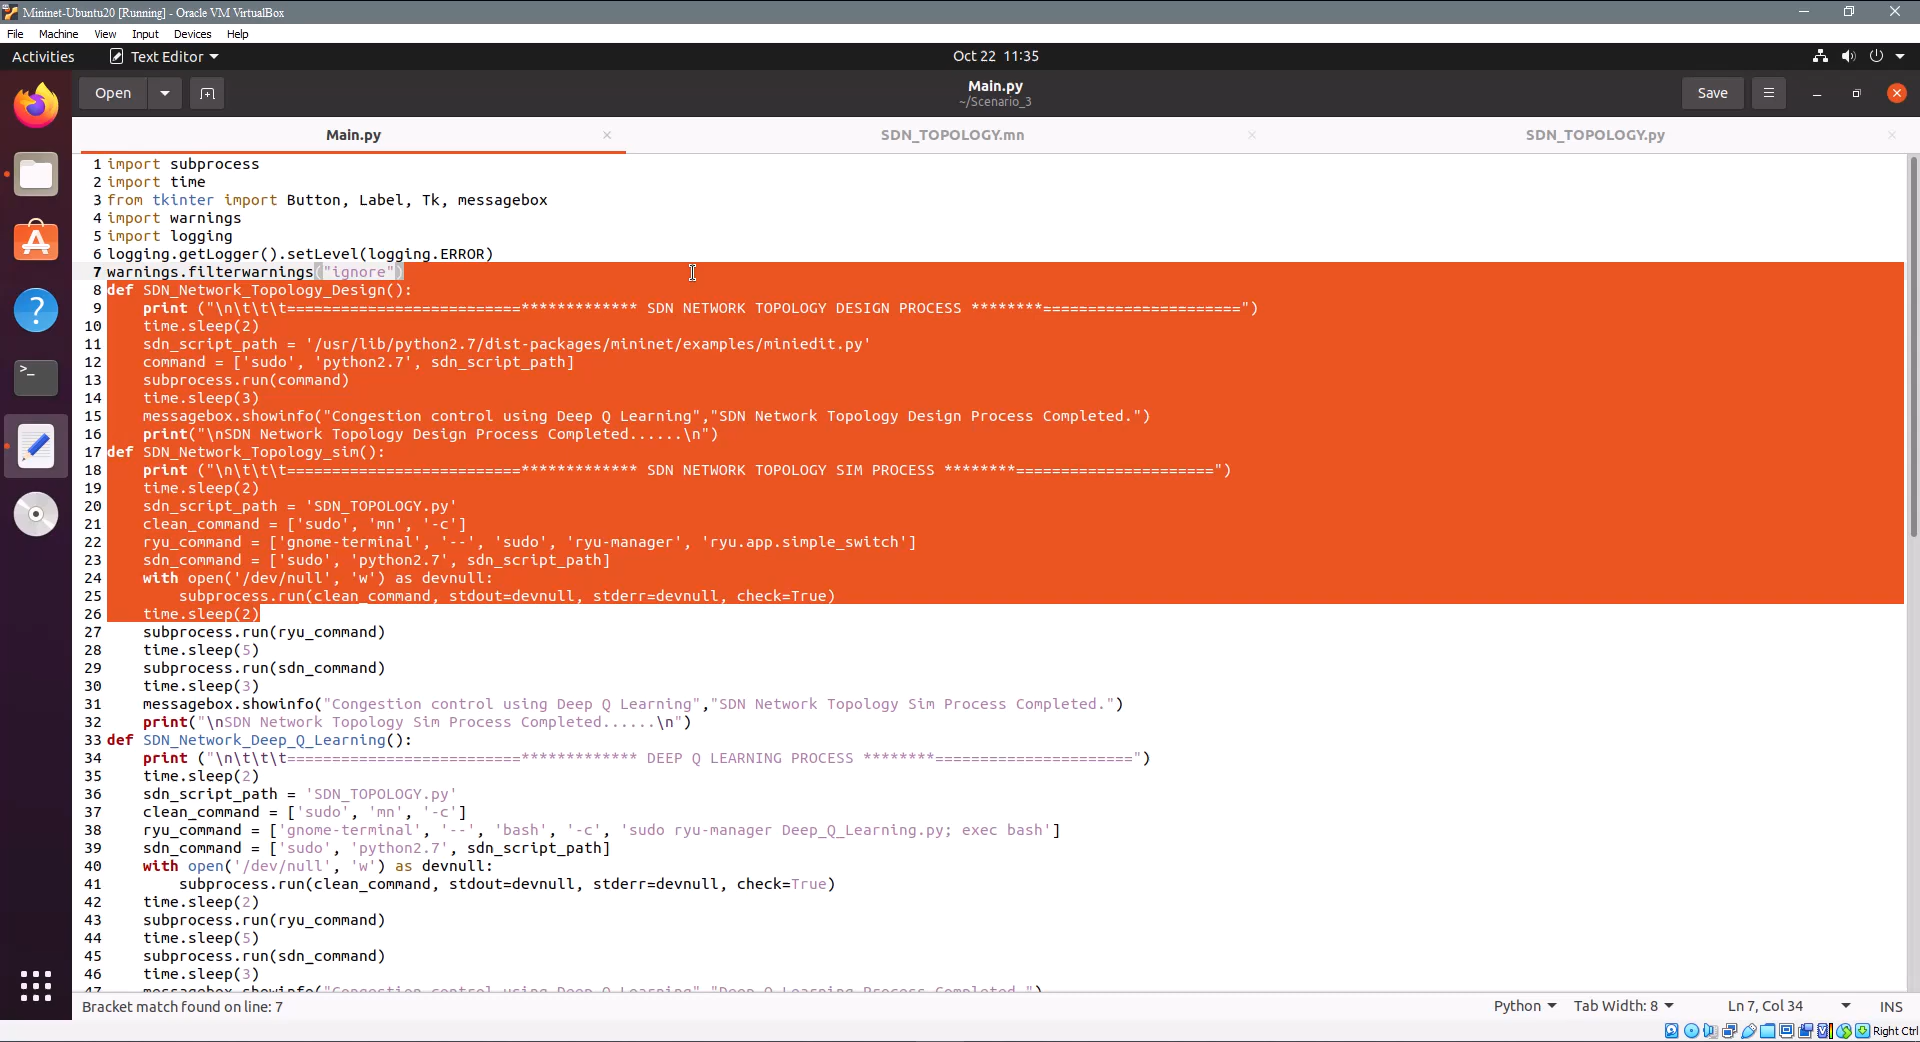 Mininet-Ubuntu20 [Running] - Oracle VM VirtualBox
File Machine View Input Devices Help
Activities Text Editor Oct 22 11:35
Open Main.py Save
~/Scenario_3
Main.py SDN_TOPOLOGY.mn SDN_TOPOLOGY.py
1 import subprocess
2 import time
3 from tkinter import Button, Label, Tk, messagebox
4 import warnings
5 import logging
6 logging.getLogger().setLevel(logging.ERROR)
7 warnings.filterwarnings("ignore")
8 def SDN_Network_Topology_Design():
9     print ("\n\t\t\t==========================************* SDN NETWORK TOPOLOGY DESIGN PROCESS ********======================")
10     time.sleep(2)
11     sdn_script_path = '/usr/lib/python2.7/dist-packages/mininet/examples/miniedit.py'
12     command = ['sudo', 'python2.7', sdn_script_path]
13     subprocess.run(command)
14     time.sleep(3)
15     messagebox.showinfo("Congestion control using Deep Q Learning","SDN Network Topology Design Process Completed.")
16     print("\nSDN Network Topology Design Process Completed......\n")
17 def SDN_Network_Topology_sim():
18     print ("\n\t\t\t==========================************* SDN NETWORK TOPOLOGY SIM PROCESS ********======================")
19     time.sleep(2)
20     sdn_script_path = 'SDN_TOPOLOGY.py'
21     clean_command = ['sudo', 'mn', '-c']
22     ryu_command = ['gnome-terminal', '--', 'sudo', 'ryu-manager', 'ryu.app.simple_switch']
23     sdn_command = ['sudo', 'python2.7', sdn_script_path]
24     with open('/dev/null', 'w') as devnull:
25         subprocess.run(clean_command, stdout=devnull, stderr=devnull, check=True)
26     time.sleep(2)
27     subprocess.run(ryu_command)
28     time.sleep(5)
29     subprocess.run(sdn_command)
30     time.sleep(3)
31     messagebox.showinfo("Congestion control using Deep Q Learning","SDN Network Topology Sim Process Completed.")
32     print("\nSDN Network Topology Sim Process Completed......\n")
33 def SDN_Network_Deep_Q_Learning():
34     print ("\n\t\t\t==========================************* DEEP Q LEARNING PROCESS ********======================")
35     time.sleep(2)
36     sdn_script_path = 'SDN_TOPOLOGY.py'
37     clean_command = ['sudo', 'mn', '-c']
38     ryu_command = ['gnome-terminal', '--', 'bash', '-c', 'sudo ryu-manager Deep_Q_Learning.py; exec bash']
39     sdn_command = ['sudo', 'python2.7', sdn_script_path]
40     with open('/dev/null', 'w') as devnull:
41         subprocess.run(clean_command, stdout=devnull, stderr=devnull, check=True)
42     time.sleep(2)
43     subprocess.run(ryu_command)
44     time.sleep(5)
45     subprocess.run(sdn_command)
46     time.sleep(3)
47     messagebox.showinfo("Congestion control using Deep Q Learning","Deep Q Learning Process Completed.")
Bracket match found on line: 7 Python Tab Width: 8 Ln 7, Col 34 INS
Right Ctrl